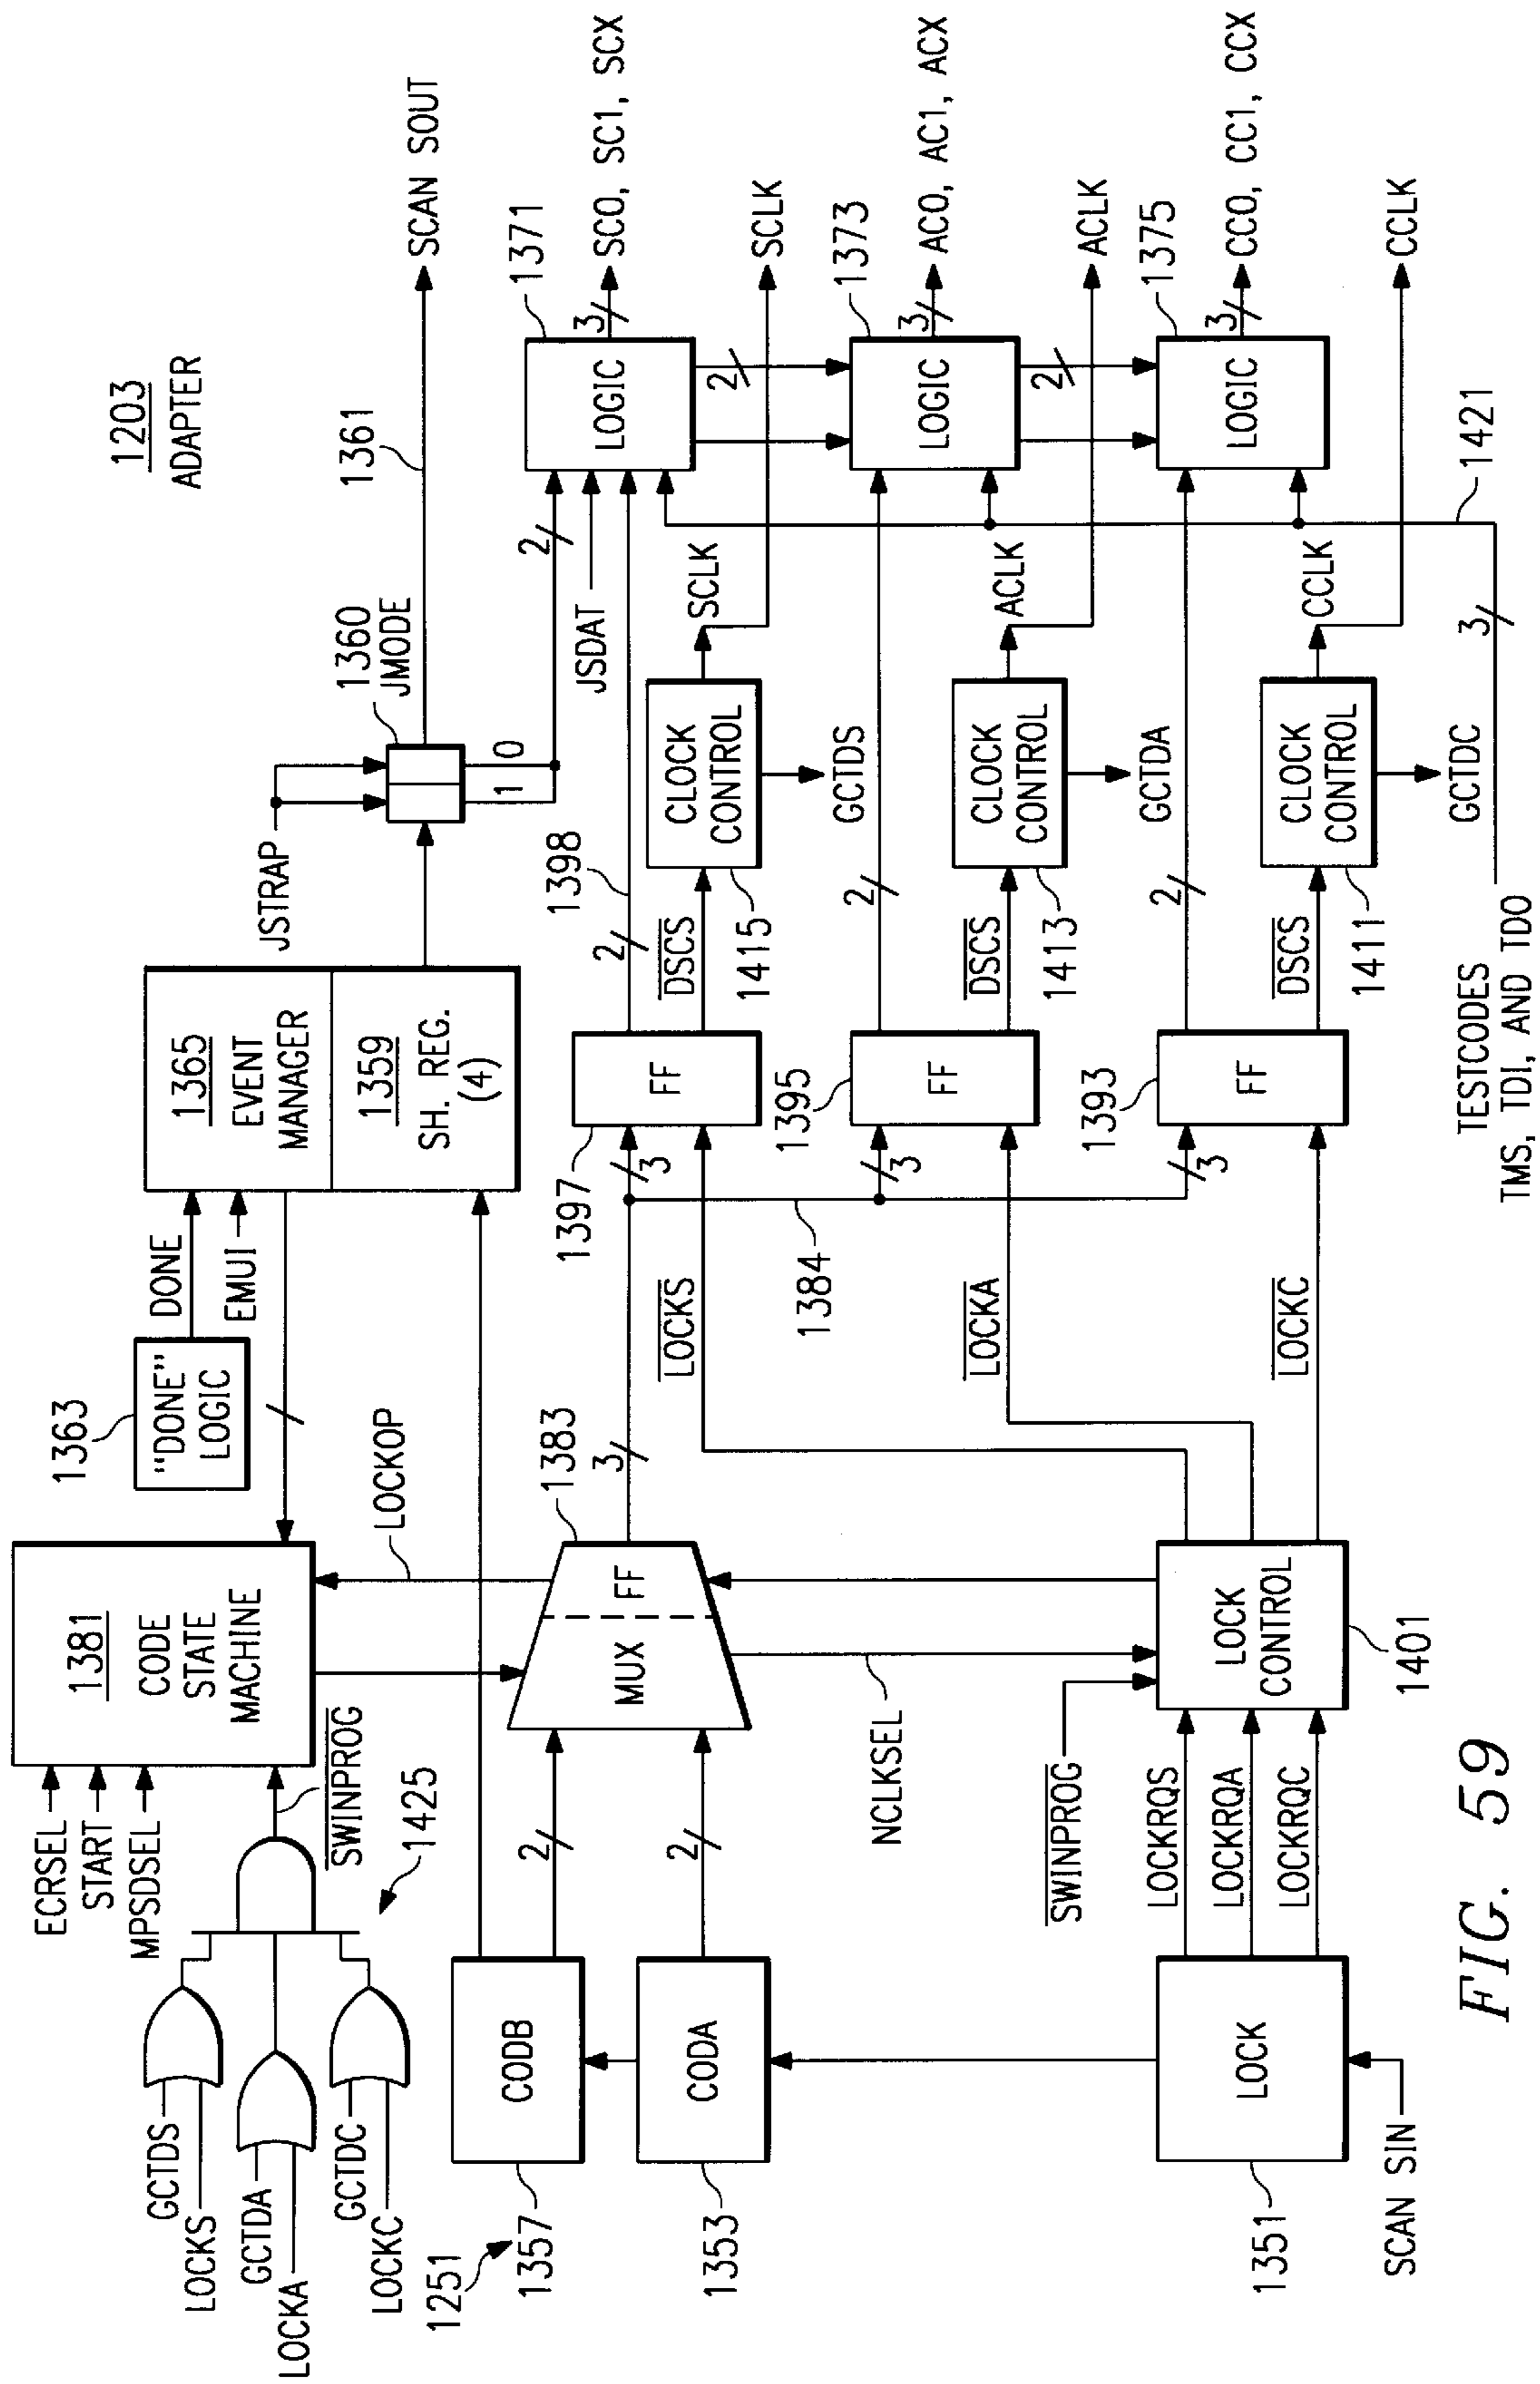 1203
ADAPTER
ECRSEL
START
MPSDSEL
1381
CODE
STATE
MACHINE
1363
"DONE"
LOGIC
DONE
EMUI
1365
EVENT
MANAGER
1359
SH. REG.
(4)
JSTRAP
1360
JMODE
1
0
1361
SCAN SOUT
GCTDS
LOCKS
GCTDA
LOCKA
GCTDC
LOCKC
SWINPROG
1425
LOCKOP
1251
1357
CODB
2
1353
CODA
2
MUX
FF
1383
3
1384
NCLKSEL
1397
3
FF
1398
2
DSCS
1415
CLOCK
CONTROL
GCTDS
SCLK
JSDAT
2
1371
LOGIC
3
SC0, SC1, SCX
SCLK
LOCKS
1395
3
FF
2
DSCS
1413
CLOCK
CONTROL
GCTDA
ACLK
2
2
1373
LOGIC
3
AC0, AC1, ACX
ACLK
LOCKA
1393
3
FF
2
DSCS
1411
CLOCK
CONTROL
GCTDC
CCLK
1375
LOGIC
3
CC0, CC1, CCX
CCLK
LOCKC
SWINPROG
LOCKRQS
LOCKRQA
LOCKRQC
LOCK
CONTROL
1401
LOCK
1351
SCAN SIN
TESTCODES
TMS, TDI, AND TDO
3
1421
FIG. 59